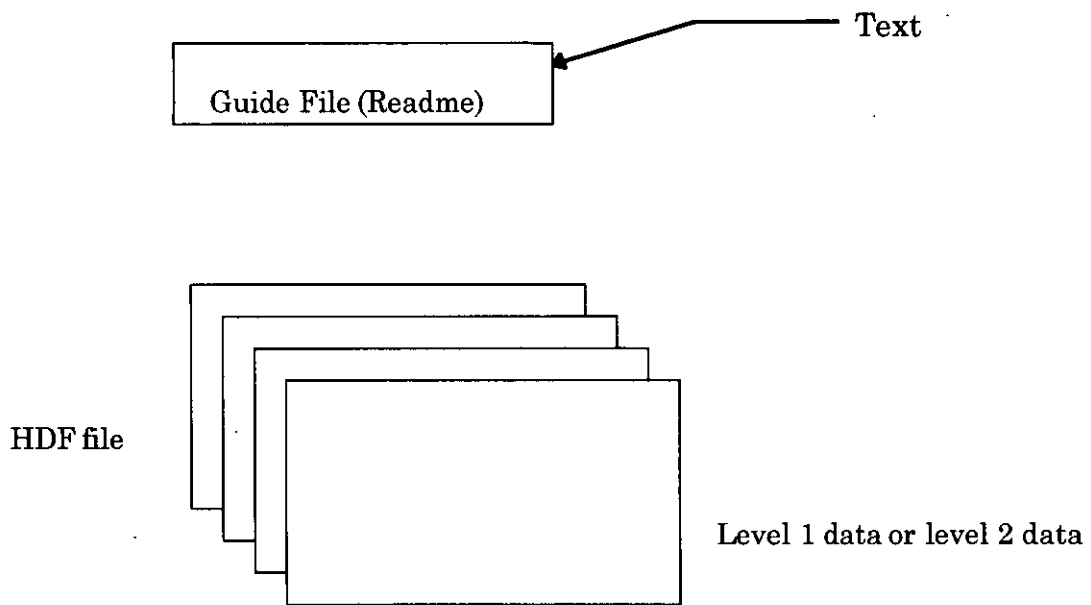 Text
Guide File (Readme)
HDF file
Level 1 data or level 2 data